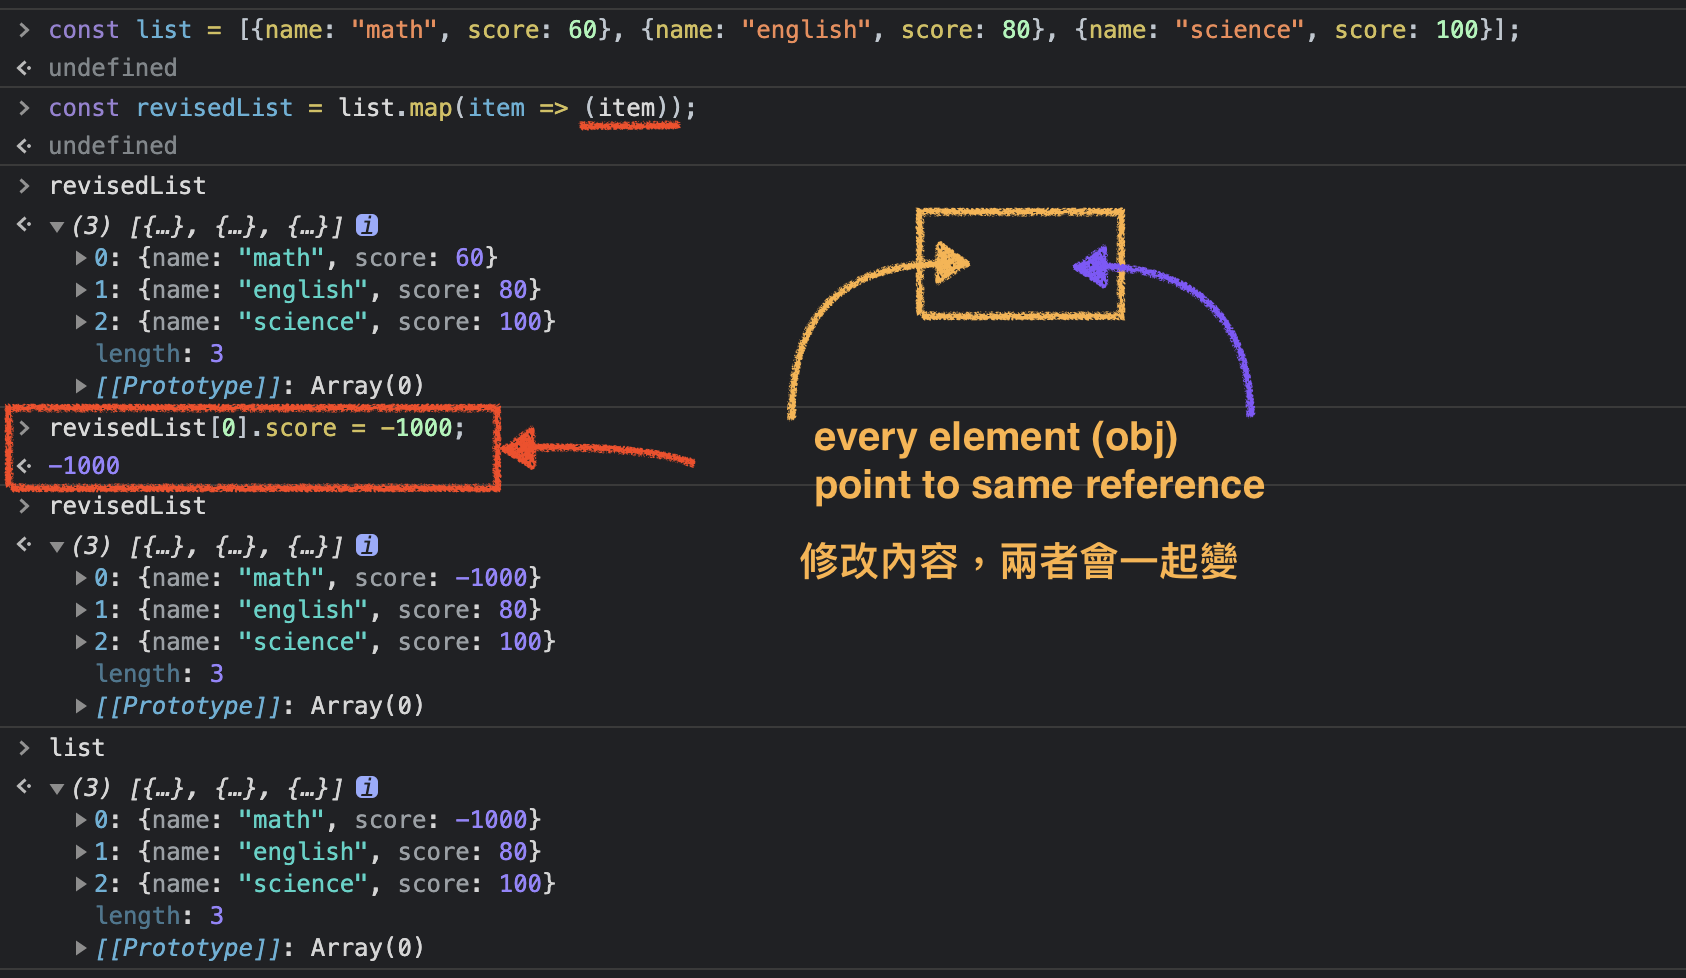 > const list = [{name: "math", score: 60}, {name: "english", score: 80}, {name: "science", score: 100}];
undefined
> const revisedList = list.map(item => (item));
undefined
> revisedList
(3) [{…}, {…}, {…}] i
0: {name: "math", score: 60}
1: {name: "english", score: 80}
2: {name: "science", score: 100}
length: 3
[[Prototype]]: Array(0)
> revisedList[0].score = -1000;
-1000
> revisedList
(3) [{…}, {…}, {…}] i
0: {name: "math", score: -1000}
1: {name: "english", score: 80}
2: {name: "science", score: 100}
length: 3
[[Prototype]]: Array(0)
> list
(3) [{…}, {…}, {…}] i
0: {name: "math", score: -1000}
1: {name: "english", score: 80}
2: {name: "science", score: 100}
length: 3
[[Prototype]]: Array(0)
every element (obj)
point to same reference
修改內容，兩者會一起變